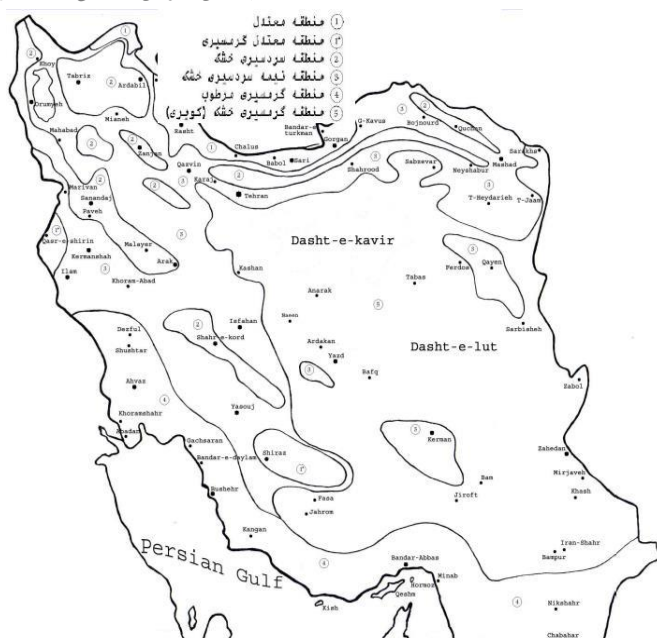 منطقه معتدل ①
منطقه معتدل گرمسیری ①*
منطقه سردسیری خشک ②
منطقه نیمه سردسیری خشک ③
منطقه گرمسیری مرطوب ④
منطقه گرمسیری خشک (کویری) ⑤
Khoy
Tabriz
Ardabil
Orumyeh
Mianeh
Mahabad
Rasht
Zanjan
Chalus
Qazvin
Karaj
Tehran
Babol
Sari
Bandar-e
turkman
Gorgan
G-Kavus
Bojnourd
Quchan
Sarakhs
Mashad
Shahrood
Sabzevar
Neyshabur
T-Heydarieh
T-Jaam
Marivan
Sanandaj
Paveh
Qasr-e-shirin
Kermanshah
Malayer
Arak
Ilam
Khoram-Abad
Kashan
Dasht-e-kavir
Anarak
Tabas
Ferdos
Qayen
Sarbisheh
Dezful
Shushtar
Isfahan
Shahr-e-kord
Naeen
Ardakan
Yazd
Bafq
Dasht-e-lut
Zabol
Ahvaz
Khoramshahr
Abadan
Yasouj
Gachsaran
Bandar-e-daylam
Shiraz
Kerman
Zahedan
Mirjaveh
Khash
Bam
Jiroft
Bushehr
Fasa
Jahrom
Kangan
Persian Gulf
Bandar-Abbas
Minab
Hormoz
Qeshm
Kish
Iran-Shahr
Bampur
Nikshahr
Chabahar